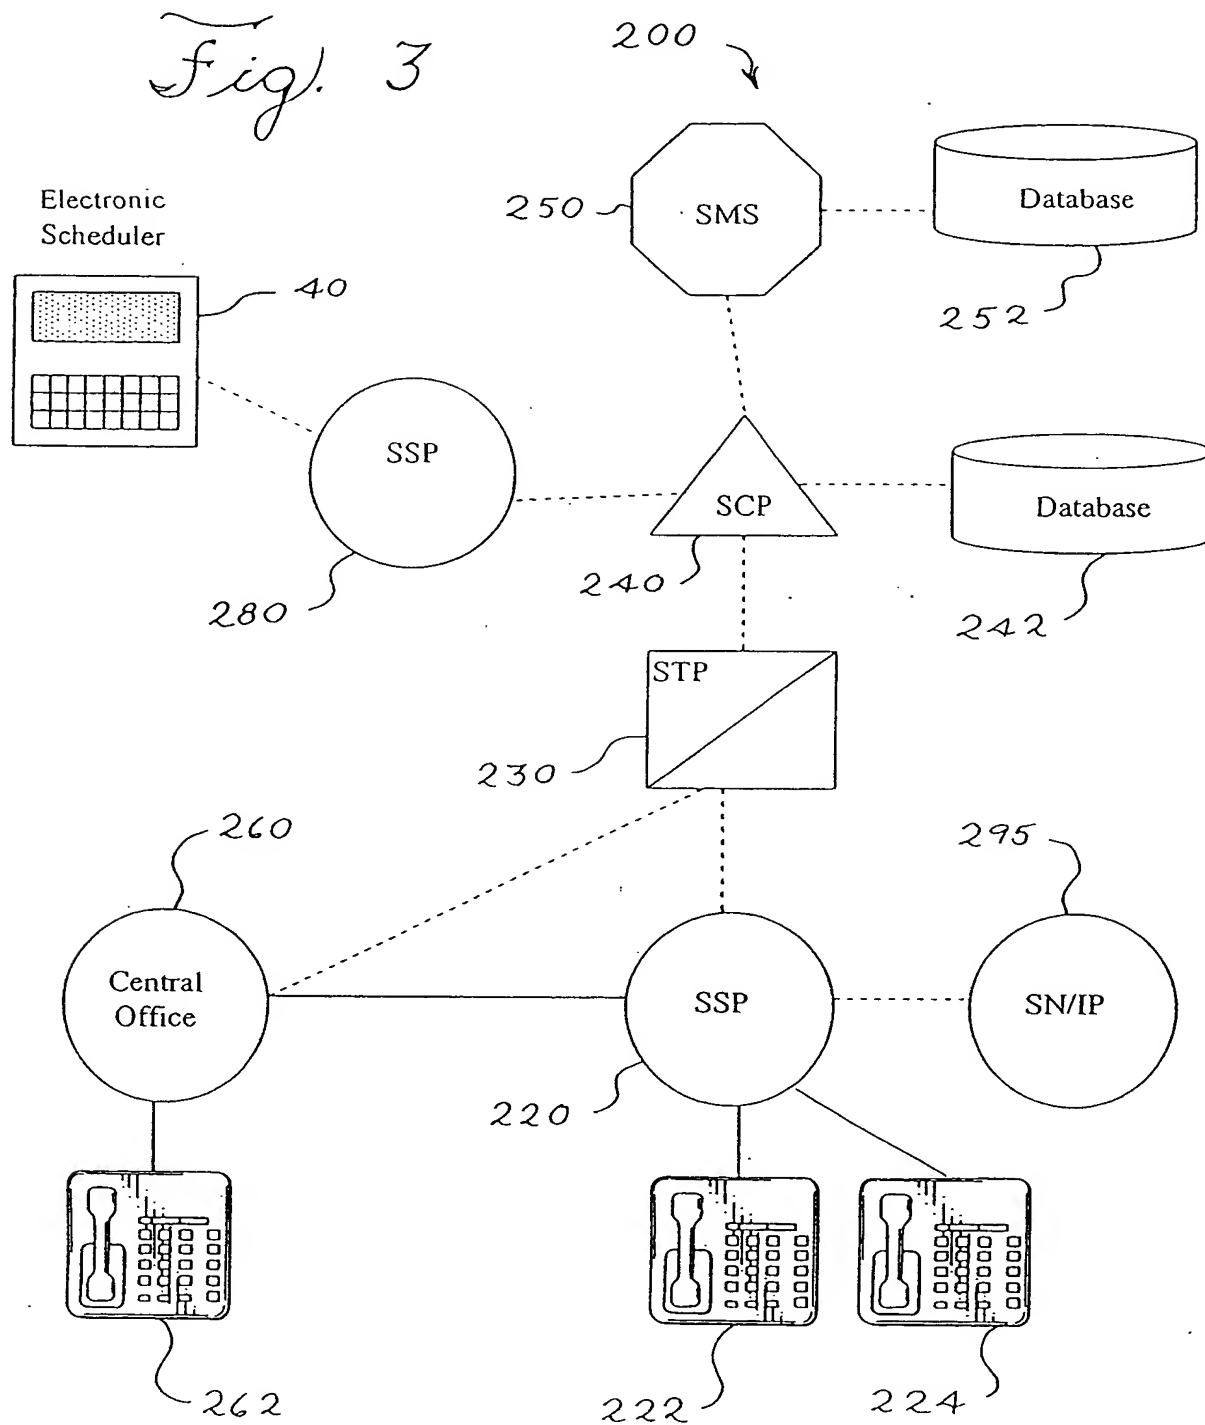 Fig. 3
200
250
SMS
Database
252
Electronic
Scheduler
40
SSP
280
SCP
240
Database
242
STP
230
260
295
Central
Office
SSP
SN/IP
220
262
222
224